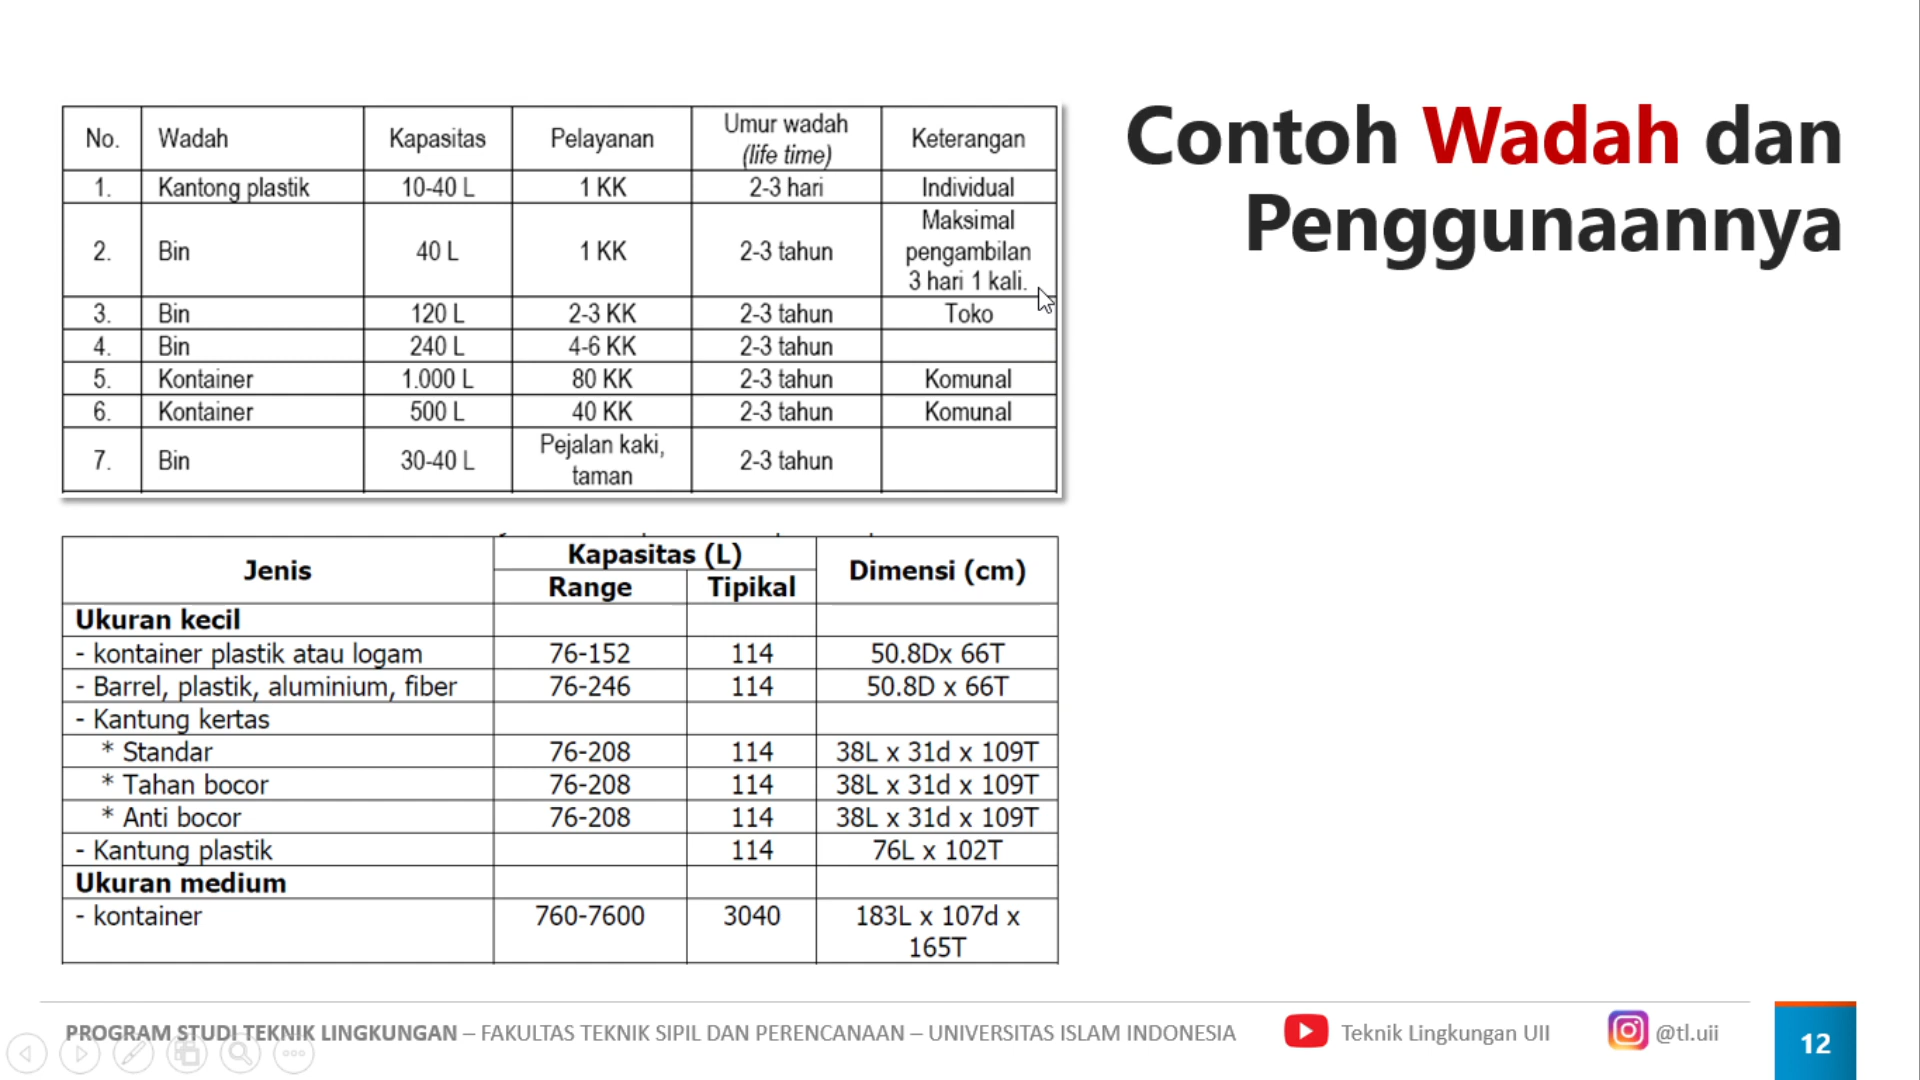 Contoh Wadah dan
Penggunaannya
No. Wadah Kapasitas Pelayanan Umur wadah (life time) Keterangan
1. Kantong plastik 10-40 L 1 KK 2-3 hari Individual
2. Bin 40 L 1 KK 2-3 tahun Maksimal pengambilan 3 hari 1 kali.
3. Bin 120 L 2-3 KK 2-3 tahun Toko
4. Bin 240 L 4-6 KK 2-3 tahun
5. Kontainer 1.000 L 80 KK 2-3 tahun Komunal
6. Kontainer 500 L 40 KK 2-3 tahun Komunal
7. Bin 30-40 L Pejalan kaki, taman 2-3 tahun
Jenis Kapasitas (L) Dimensi (cm)
Range Tipikal
Ukuran kecil
- kontainer plastik atau logam 76-152 114 50.8Dx 66T
- Barrel, plastik, aluminium, fiber 76-246 114 50.8D x 66T
- Kantung kertas
* Standar 76-208 114 38L x 31d x 109T
* Tahan bocor 76-208 114 38L x 31d x 109T
* Anti bocor 76-208 114 38L x 31d x 109T
- Kantung plastik 114 76L x 102T
Ukuran medium
- kontainer 760-7600 3040 183L x 107d x 165T
PROGRAM STUDI TEKNIK LINGKUNGAN – FAKULTAS TEKNIK SIPIL DAN PERENCANAAN – UNIVERSITAS ISLAM INDONESIA Teknik Lingkungan UII @tl.uii 12